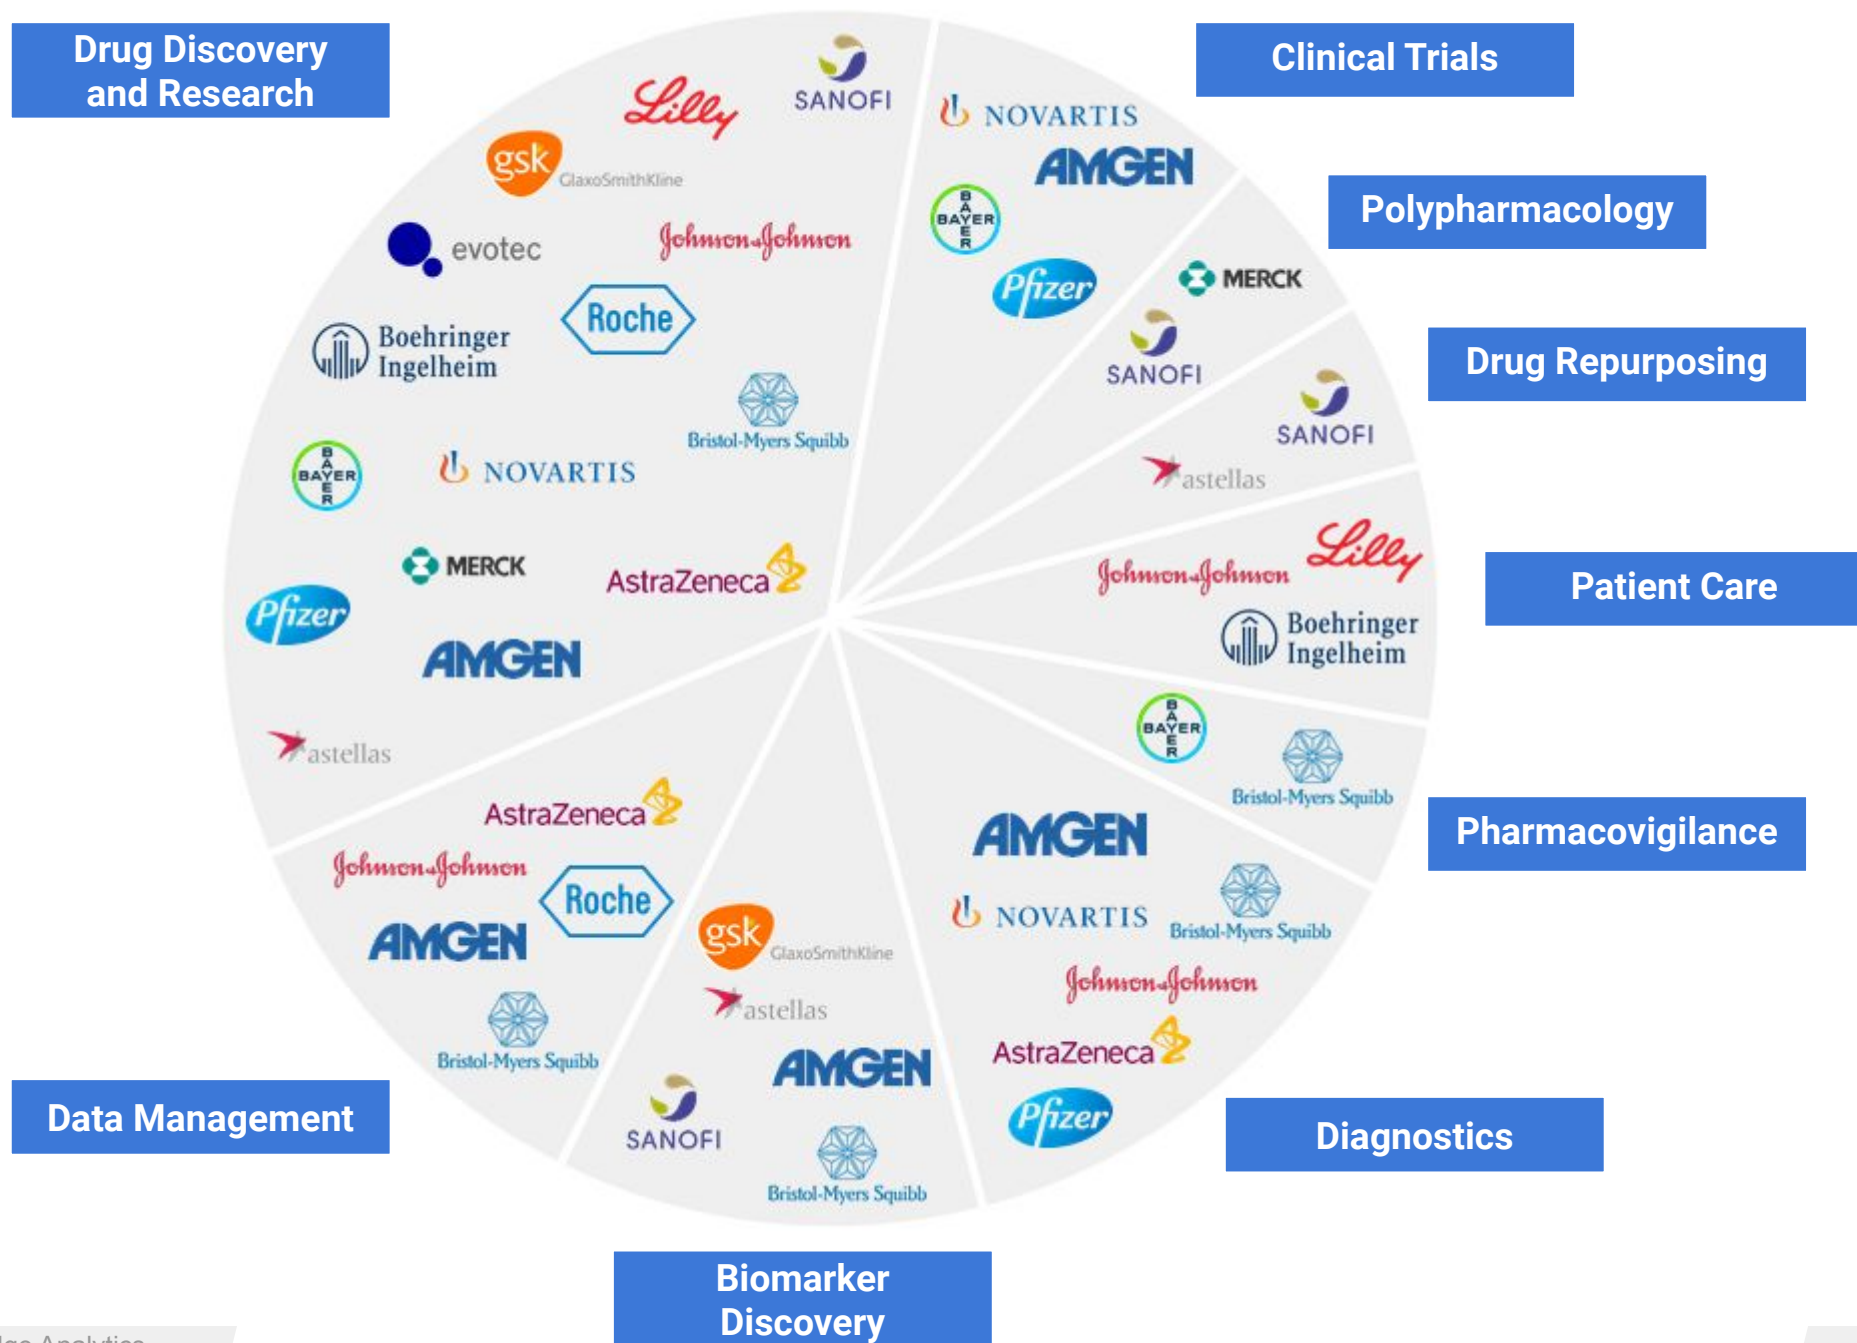 Drug Discovery
and Research
SANOFI
Lilly
gsk
GlaxoSmithKline
evotec
Johnson & Johnson
Roche
Boehringer
Ingelheim
Bristol-Myers Squibb
BAYER
BAYER
NOVARTIS
MERCK
AstraZeneca
Pfizer
AMGEN
astellas
Clinical Trials
NOVARTIS
AMGEN
BAYER
BAYER
Pfizer
Polypharmacology
MERCK
SANOFI
Drug Repurposing
SANOFI
astellas
Patient Care
Lilly
Johnson & Johnson
Boehringer
Ingelheim
Pharmacovigilance
BAYER
BAYER
Bristol-Myers Squibb
Diagnostics
AMGEN
Bristol-Myers Squibb
NOVARTIS
Johnson & Johnson
AstraZeneca
Pfizer
Biomarker
Discovery
gsk
GlaxoSmithKline
astellas
AMGEN
SANOFI
Bristol-Myers Squibb
Data Management
AstraZeneca
Johnson & Johnson
Roche
AMGEN
Bristol-Myers Squibb
Analytics